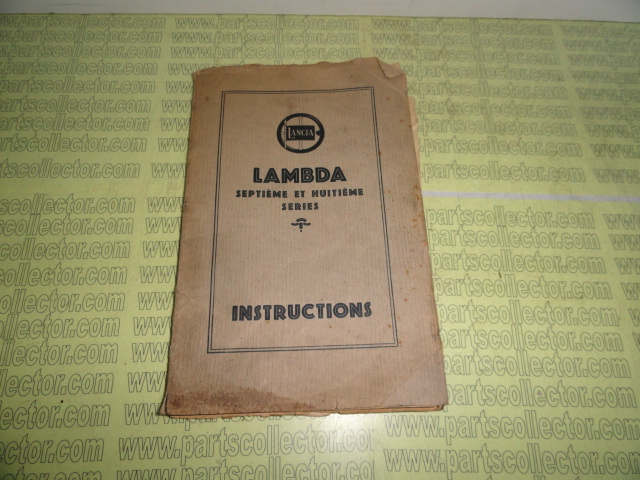 LANCIA
LAMBDA
SEPTIÈME ET HUITIÈME
SERIES
INSTRUCTIONS
www.partscollector.com